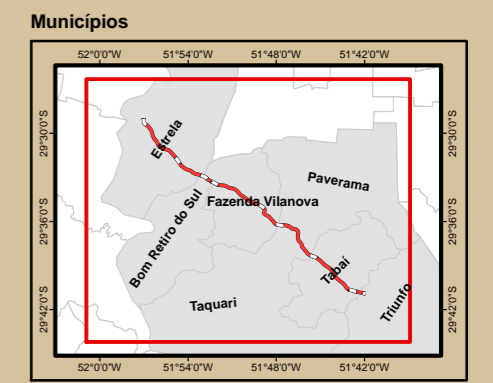 Municípios
52°0'0"W 51°54'0"W 51°48'0"W 51°42'0"W
29°30'0"S 29°30'0"S
Estrela
Paverama
Fazenda Vilanova
Bom Retiro do Sul
29°36'0"S 29°36'0"S
Tabaí
Taquari
Triunfo
29°42'0"S 29°42'0"S
52°0'0"W 51°54'0"W 51°48'0"W 51°42'0"W